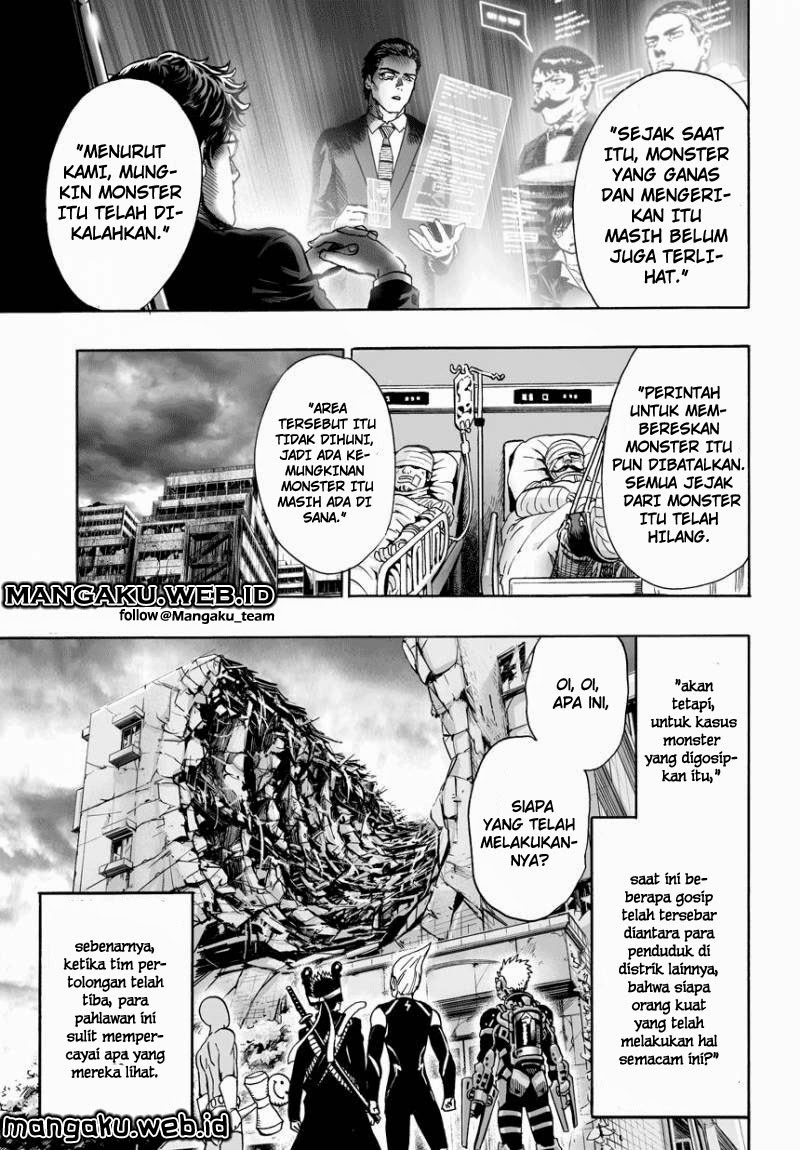 "SEJAK SAAT
ITU, MONSTER
YANG GANAS
DAN MENGERI-
KAN ITU
MASIH BELUM
JUGA TERLI-
HAT."
"MENURUT
KAMI, MUNG-
KIN MONSTER
ITU TELAH DI-
KALAHKAN."
"PERINTAH
UNTUK MEM-
BERESKAN
MONSTER ITU
PUN DIBATALKAN.
SEMUA JEJAK
DARI MONSTER
ITU TELAH
HILANG.
"AREA
TERSEBUT ITU
TIDAK DIHUNI,
JADI ADA KE-
MUNGKINAN
MONSTER ITU
MASIH ADA DI
SANA."
MANGAKU.WEB.ID
follow @Mangaku_team
"akan
tetapi,
untuk kasus
monster
yang digosip-
kan itu,"
OI, OI,
APA INI,
SIAPA
YANG TELAH
MELAKUKAN-
NYA?
saat ini be-
berapa gosip
telah tersebar
diantara para
penduduk di
distrik lainnya,
bahwa siapa
orang kuat
yang telah
melakukan hal
semacam ini?"
sebenarnya,
ketika tim per-
tolongan telah
tiba, para
pahlawan ini
sulit memper-
cayai apa yang
mereka lihat.
mangaku.web.id